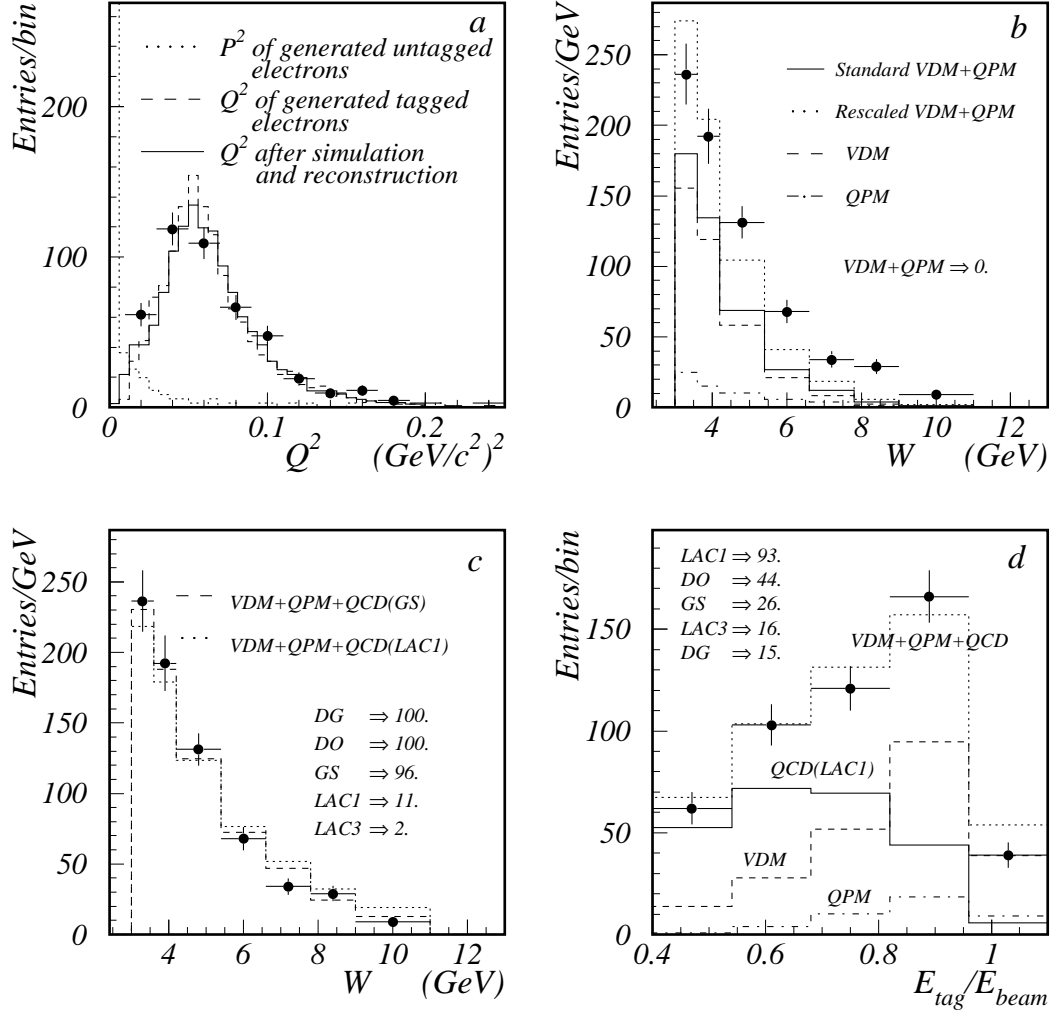 a
Entries/bin
P² of generated untagged
electrons
Q² of generated tagged
electrons
Q² after simulation
and reconstruction
200
100
0
0 0.1 0.2
Q² (GeV/c²)²
b
Entries/GeV
Standard VDM+QPM
Rescaled VDM+QPM
VDM
QPM
VDM+QPM ⇒ 0.
250
200
150
100
50
0
4 6 8 10 12
W (GeV)
c
Entries/GeV
VDM+QPM+QCD(GS)
VDM+QPM+QCD(LAC1)
DG ⇒ 100.
DO ⇒ 100.
GS ⇒ 96.
LAC1 ⇒ 11.
LAC3 ⇒ 2.
250
200
150
100
50
0
4 6 8 10 12
W (GeV)
d
Entries/bin
LAC1 ⇒ 93.
DO ⇒ 44.
GS ⇒ 26.
LAC3 ⇒ 16.
DG ⇒ 15.
VDM+QPM+QCD
QCD(LAC1)
VDM
QPM
150
100
50
0
0.4 0.6 0.8 1
E_tag/E_beam